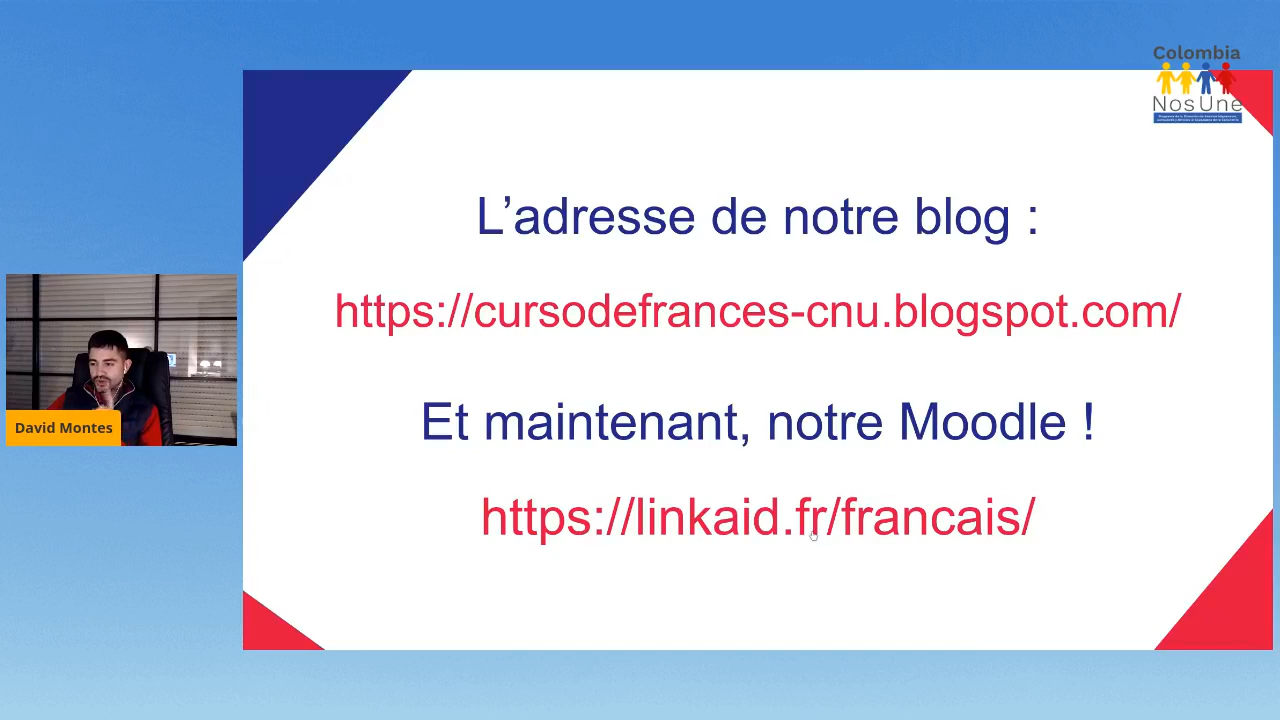 Colombia
NosUne
L’adresse de notre blog :
https://cursodefrances-cnu.blogspot.com/
Et maintenant, notre Moodle !
https://linkaid.fr/francais/
David Montes